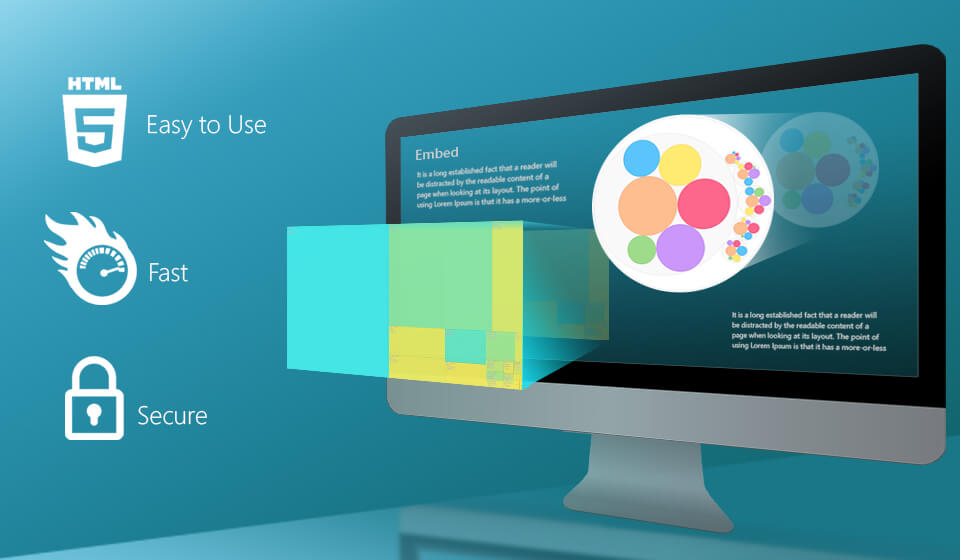 HTML
5
Easy to Use
Fast
Secure
Embed
It is a long established fact that a reader will
be distracted by the readable content of a
page when looking at its layout. The point of
using Lorem Ipsum is that it has a more-or-less
It is a long established fact that a reader will
be distracted by the readable content of a
page when looking at its layout. The point of
using Lorem Ipsum is that it has a more-or-less